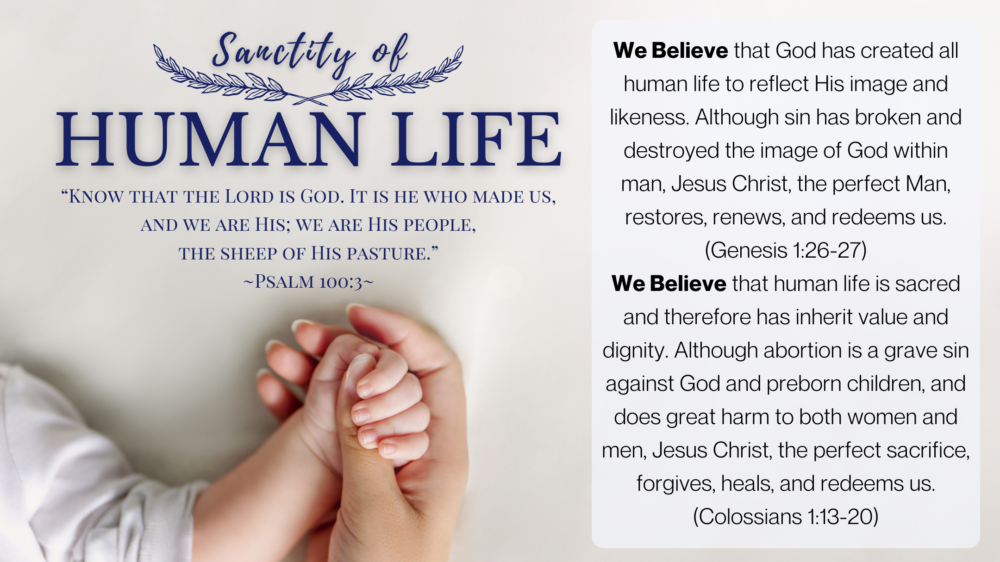 Sanctity of
HUMAN LIFE
“Know that the Lord is God. It is he who made us,
and we are His; we are His people,
the sheep of His pasture.”
~Psalm 100:3~
We Believe that God has created all
human life to reflect His image and
likeness. Although sin has broken and
destroyed the image of God within
man, Jesus Christ, the perfect Man,
restores, renews, and redeems us.
(Genesis 1:26-27)
We Believe that human life is sacred
and therefore has inherit value and
dignity. Although abortion is a grave sin
against God and preborn children, and
does great harm to both women and
men, Jesus Christ, the perfect sacrifice,
forgives, heals, and redeems us.
(Colossians 1:13-20)